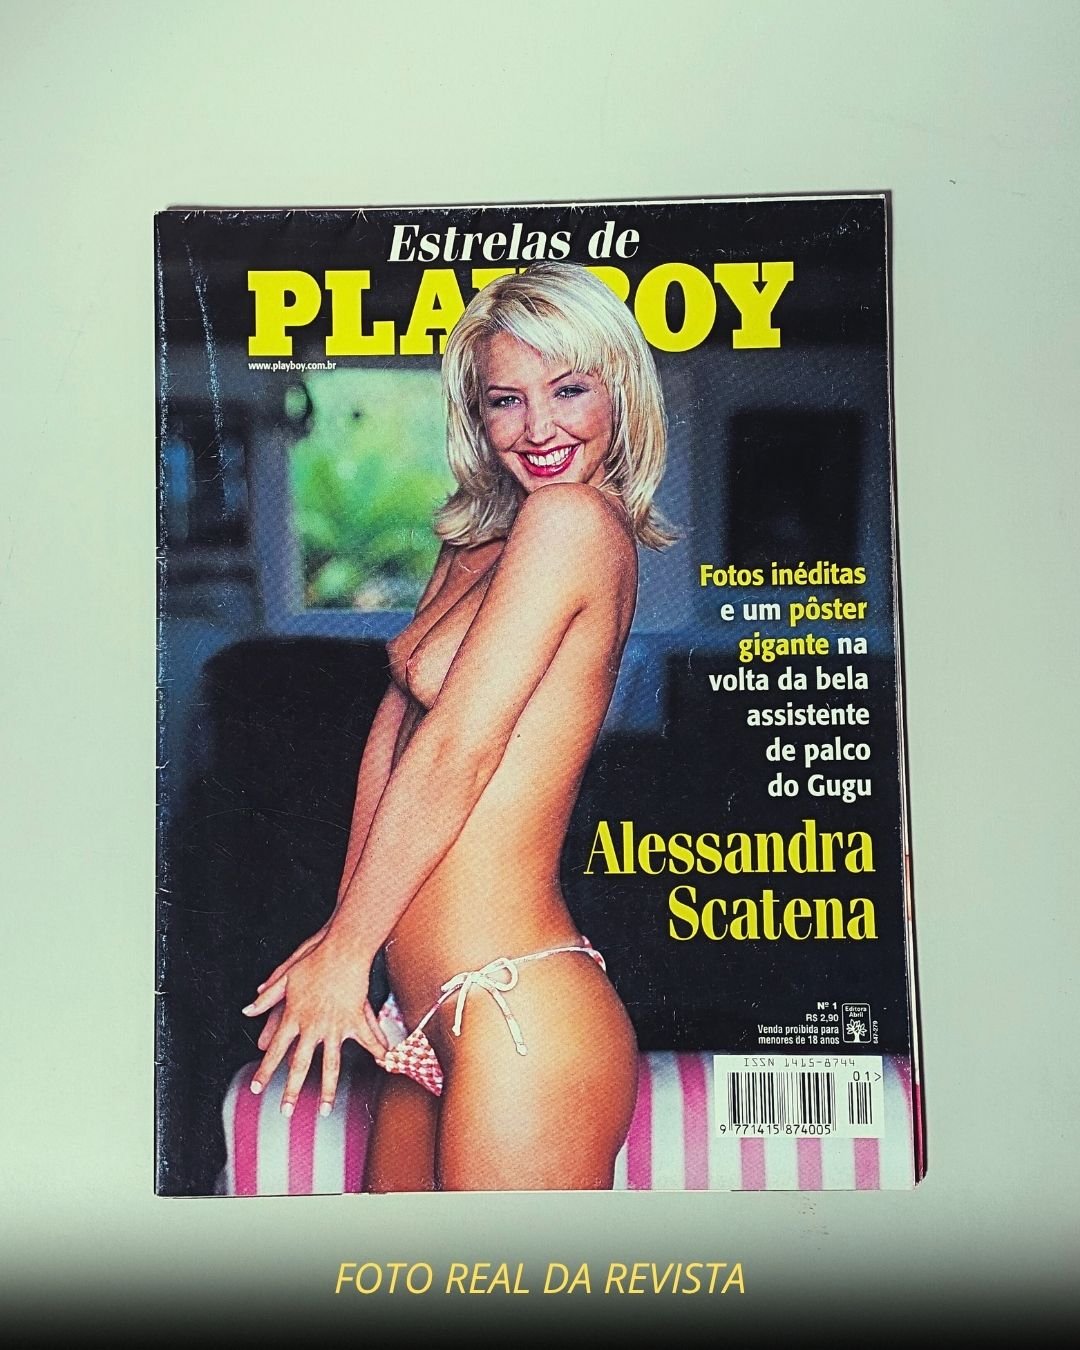 Estrelas de
PLAYBOY
www.playboy.com.br
Fotos inéditas
e um pôster
gigante na
volta da bela
assistente
de palco
do Gugu
Alessandra
Scatena
Nº 1
R$ 2,90
Venda proibida para
menores de 18 anos
Editora
Abril
647-279
ISSN 1415-8744
01>
9 771415 874005
FOTO REAL DA REVISTA